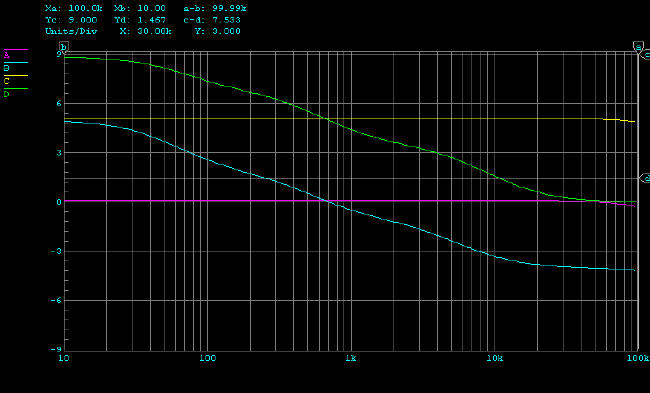 Xa: 100.0k Xb: 10.00 a-b: 99.99k
Yc: 9.000 Yd: 1.467 c-d: 7.533
Units/Div X: 30.00k Y: 3.000
b a
A
B
C
D
9
6
3
0
-3
-6
-9
10 100 1k 10k 100k